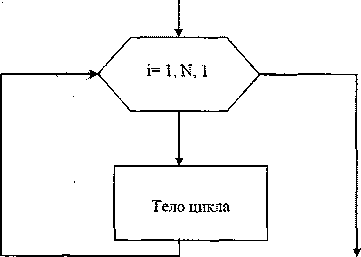 i= 1, N, 1
Тело цикла